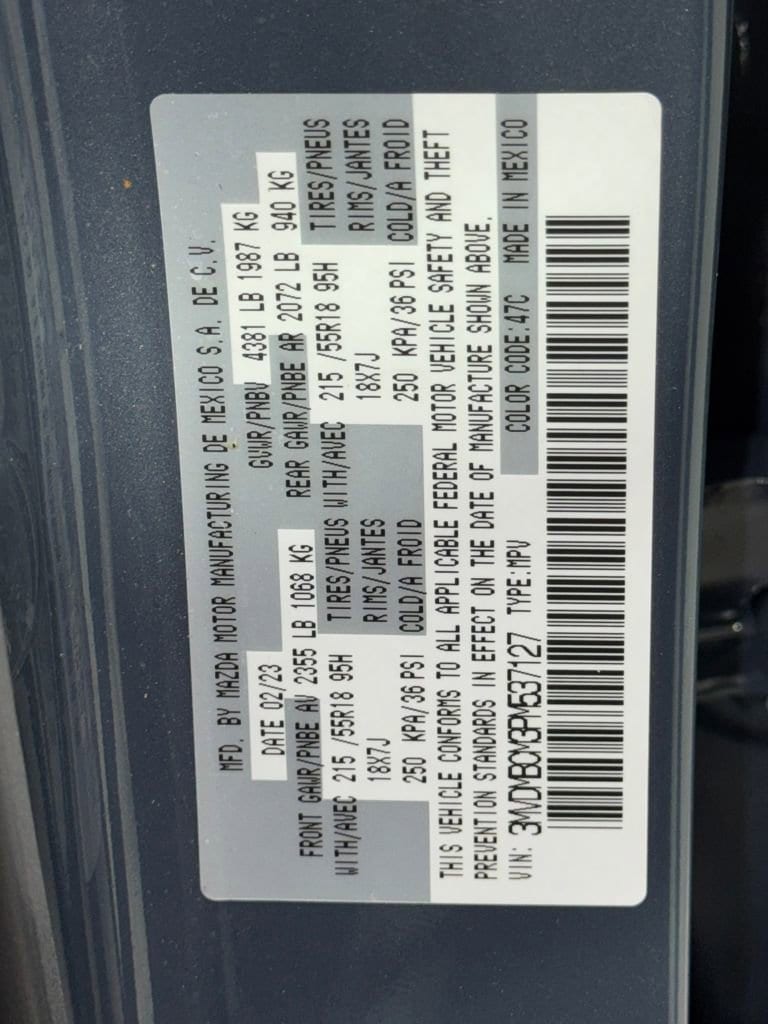 MFD. BY MAZDA MOTOR MANUFACTURING DE MEXICO S.A. DE C.V.
DATE 02/23 GVWR/PNBV 4381 LB 1987 KG
FRONT GAWR/PNBE AV 2355 LB 1068 KG REAR GAWR/PNBE AR 2072 LB 940 KG
WITH/AVEC 215 /55R18 95H TIRES/PNEUS WITH/AVEC 215 /55R18 95H TIRES/PNEUS
18X7J RIMS/JANTES 18X7J RIMS/JANTES
250 KPA/36 PSI COLD/A FROID 250 KPA/36 PSI COLD/A FROID
THIS VEHICLE CONFORMS TO ALL APPLICABLE FEDERAL MOTOR VEHICLE SAFETY AND THEFT
PREVENTION STANDARDS IN EFFECT ON THE DATE OF MANUFACTURE SHOWN ABOVE.
VIN: 3MVDMBCM3PM537127 TYPE:MPV COLOR CODE:47C MADE IN MEXICO